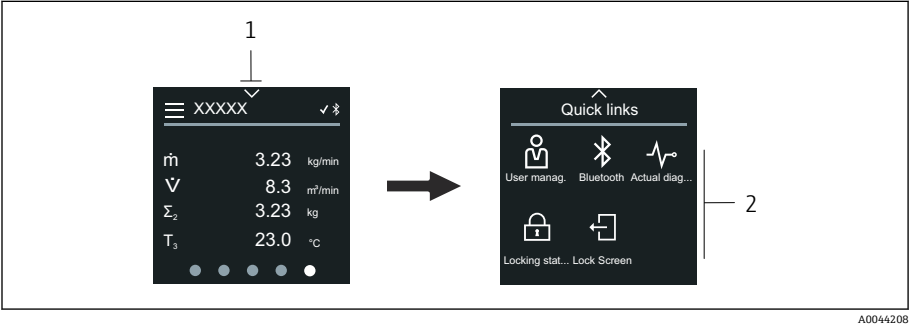 1
XXXXX
ṁ 3.23 kg/min
V̇ 8.3 m³/min
Σ₂ 3.23 kg
T₃ 23.0 °C
Quick links
User manag. Bluetooth Actual diag...
Locking stat... Lock Screen
2
A0044208